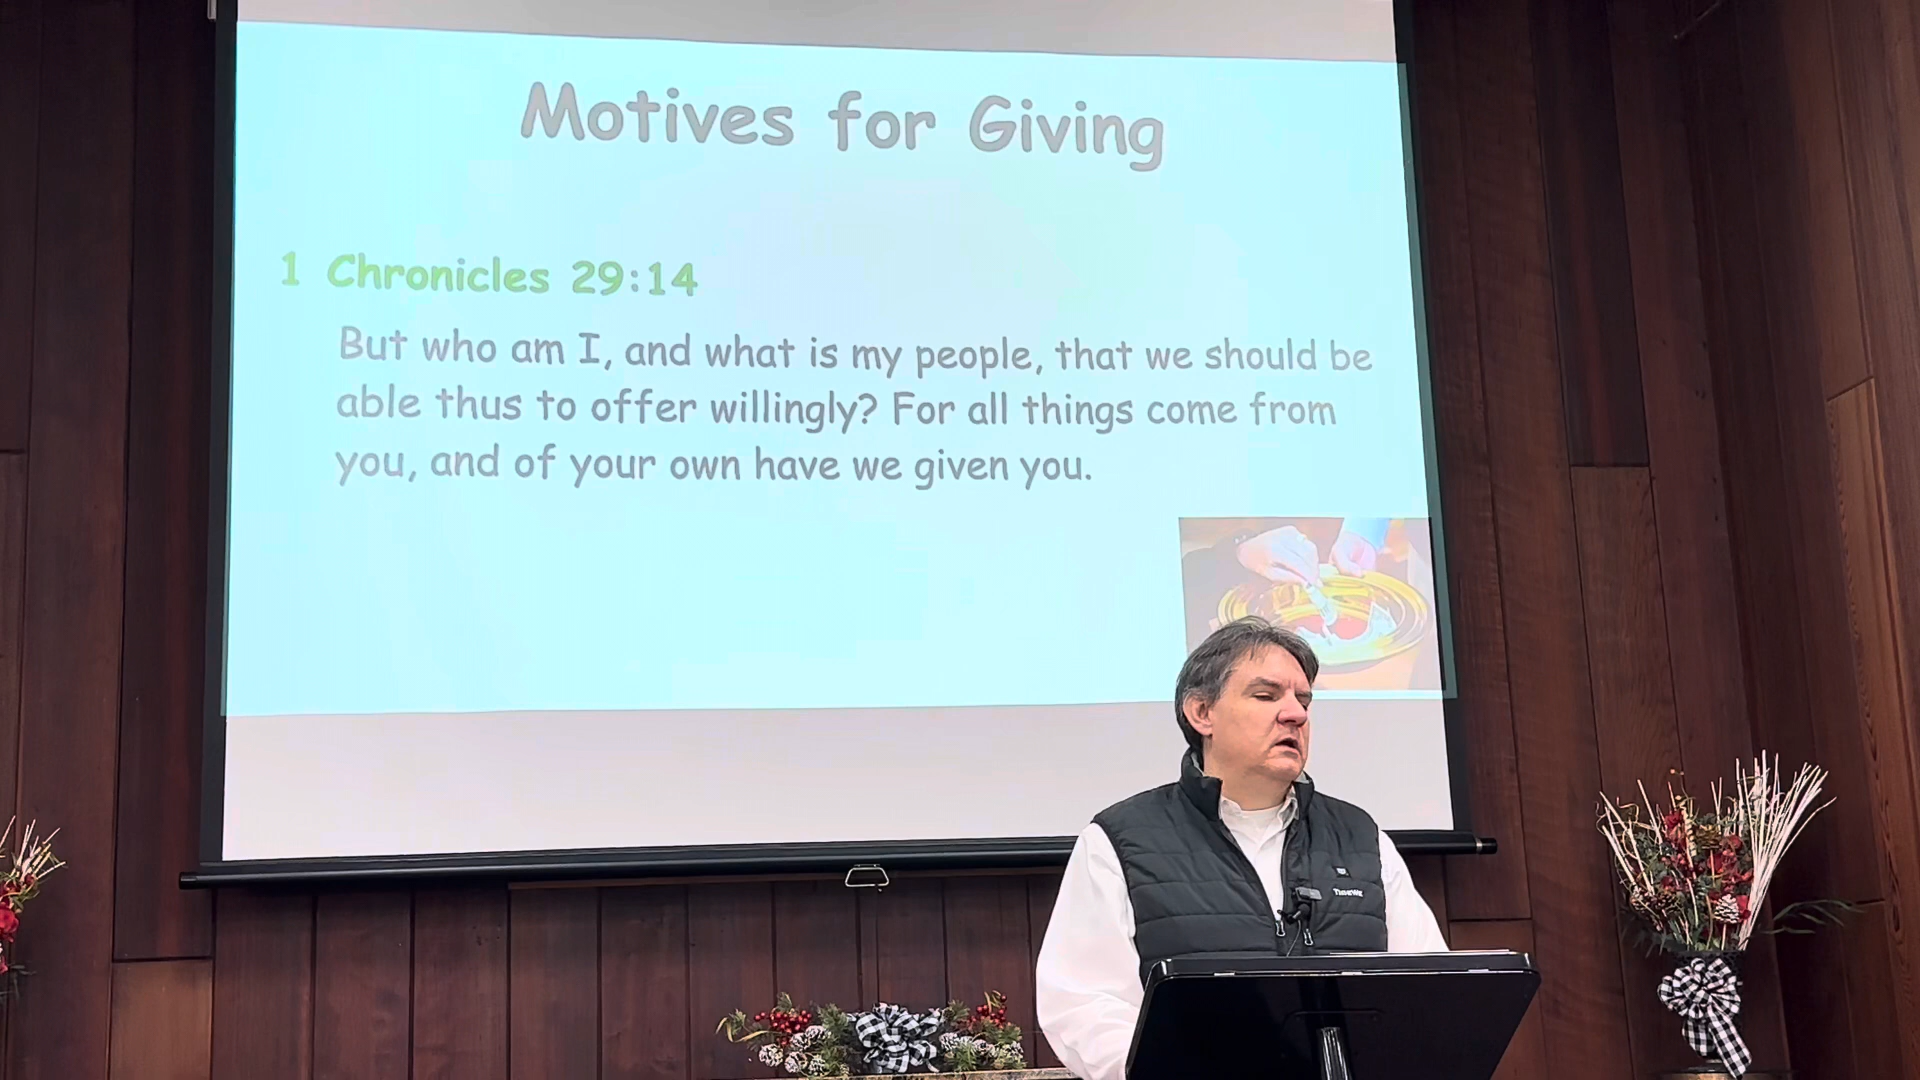 Motives for Giving
1 Chronicles 29:14
But who am I, and what is my people, that we should be
able thus to offer willingly? For all things come from
you, and of your own have we given you.